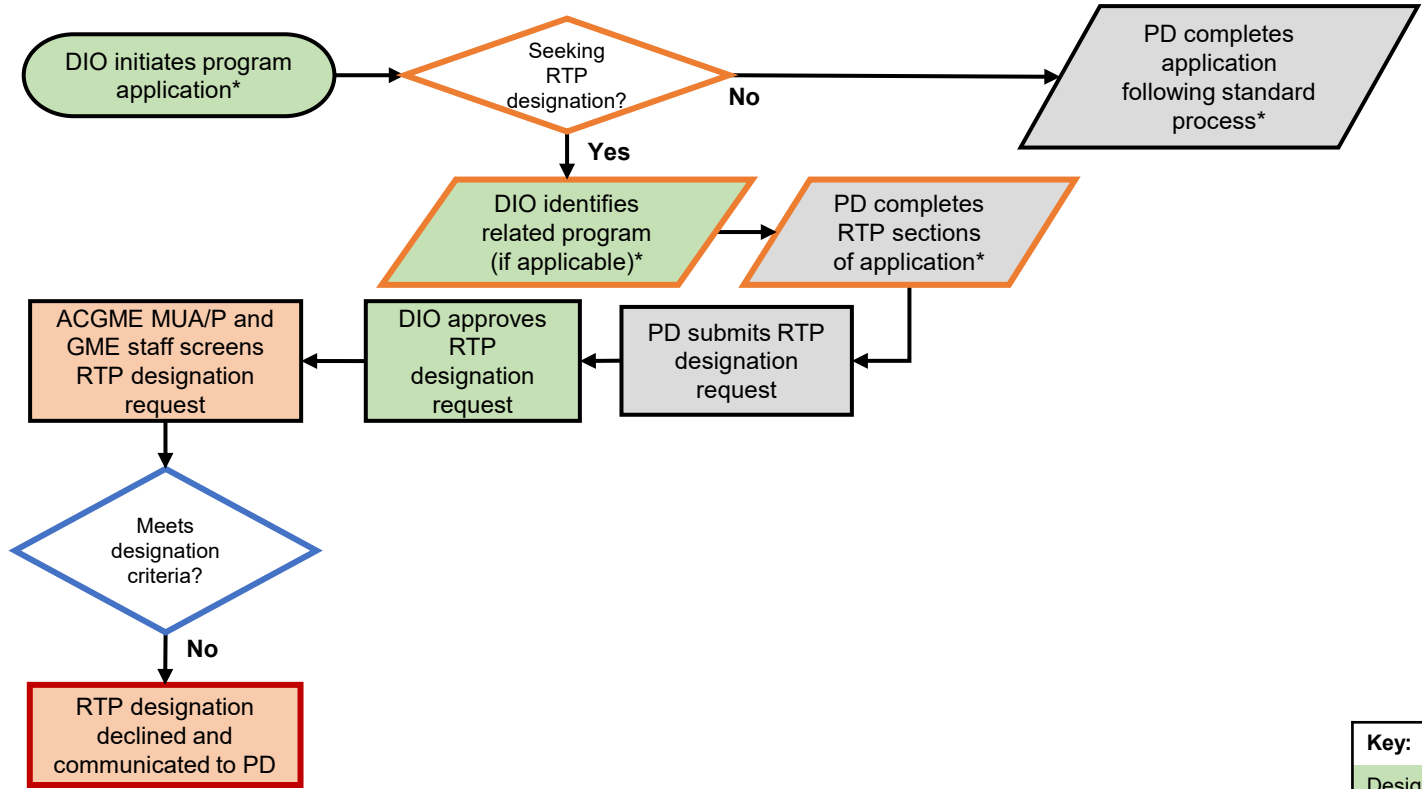 DIO initiates program
application*
Seeking
RTP
designation?
No
PD completes
application
following standard
process*
Yes
DIO identifies
related program
(if applicable)*
PD completes
RTP sections
of application*
ACGME MUA/P and
GME staff screens
RTP designation
request
DIO approves
RTP
designation
request
PD submits RTP
designation
request
Meets
designation
criteria?
No
RTP designation
declined and
communicated to PD
Key: